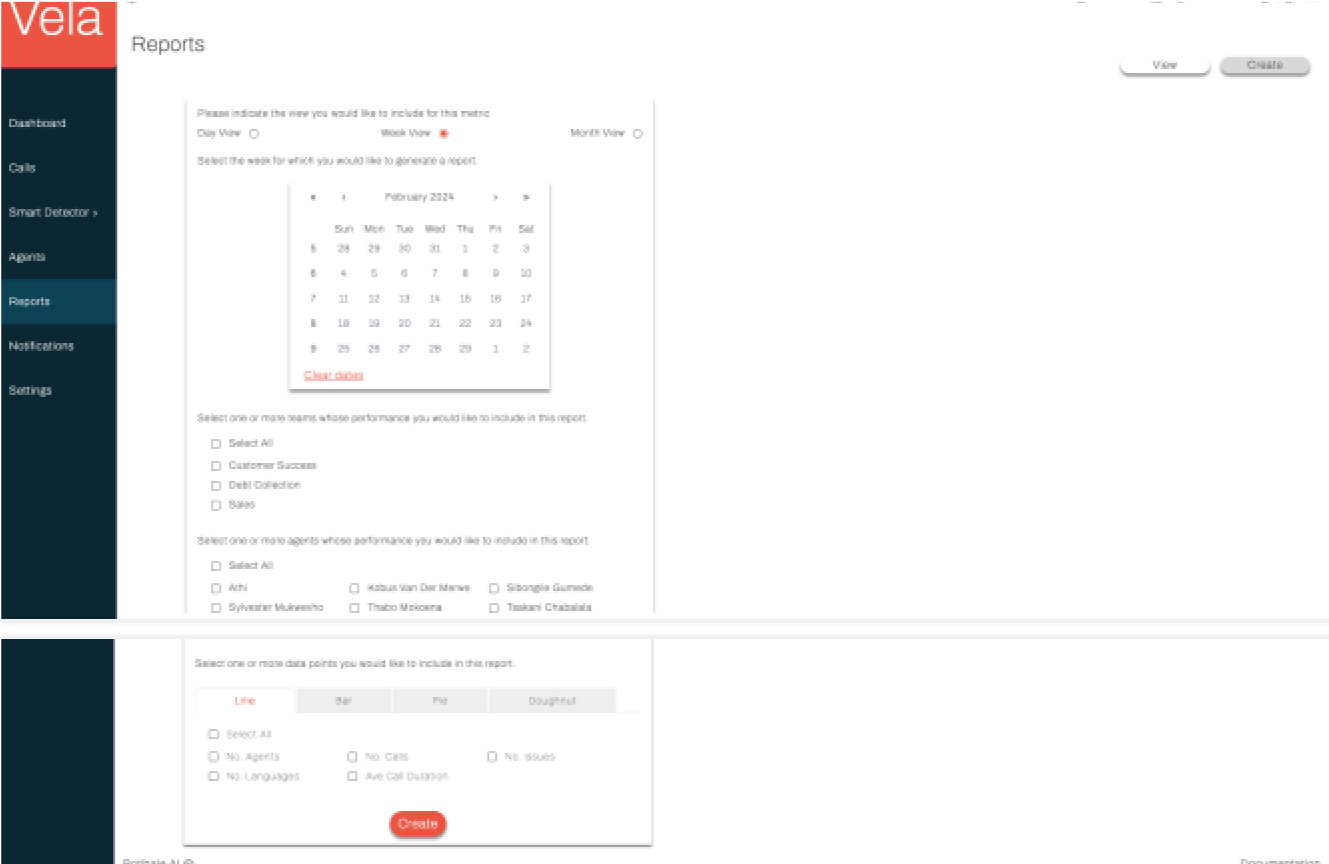 Vela
Reports
View
Create
Dashboard
Calls
Smart Detector >
Agents
Reports
Notifications
Settings
Please indicate the view you would like to include for this metric
Day View
Week View
Month View
Select the week for which you would like to generate a report.
« ‹ February 2024 › »
Sun Mon Tue Wed Thu Fri Sat
5 28 29 30 31 1 2 3
6 4 5 6 7 8 9 10
7 11 12 13 14 15 16 17
8 18 19 20 21 22 23 24
9 25 26 27 28 29 1 2
Clear dates
Select one or more teams whose performance you would like to include in this report.
Select All
Customer Success
Debt Collection
Sales
Select one or more agents whose performance you would like to include in this report.
Select All
Athi Kobus Van Der Merwe Sibongile Gumede
Sylvester Mukwevho Thabo Mokoena Tsakani Chabalala
Select one or more data points you would like to include in this report.
Line Bar Pie Doughnut
Select All
No. Agents No. Calls No. Issues
No. Languages Ave Call Duration
Create
Documentation